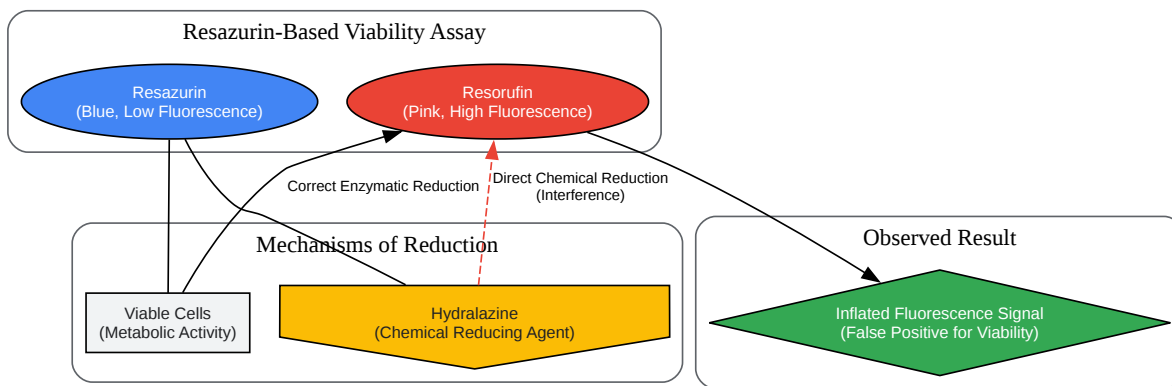 Resazurin-Based Viability Assay
Resazurin
(Blue, Low Fluorescence)
Resorufin
(Pink, High Fluorescence)
Correct Enzymatic Reduction
Direct Chemical Reduction
(Interference)
Mechanisms of Reduction
Viable Cells
(Metabolic Activity)
Hydralazine
(Chemical Reducing Agent)
Observed Result
Inflated Fluorescence Signal
(False Positive for Viability)